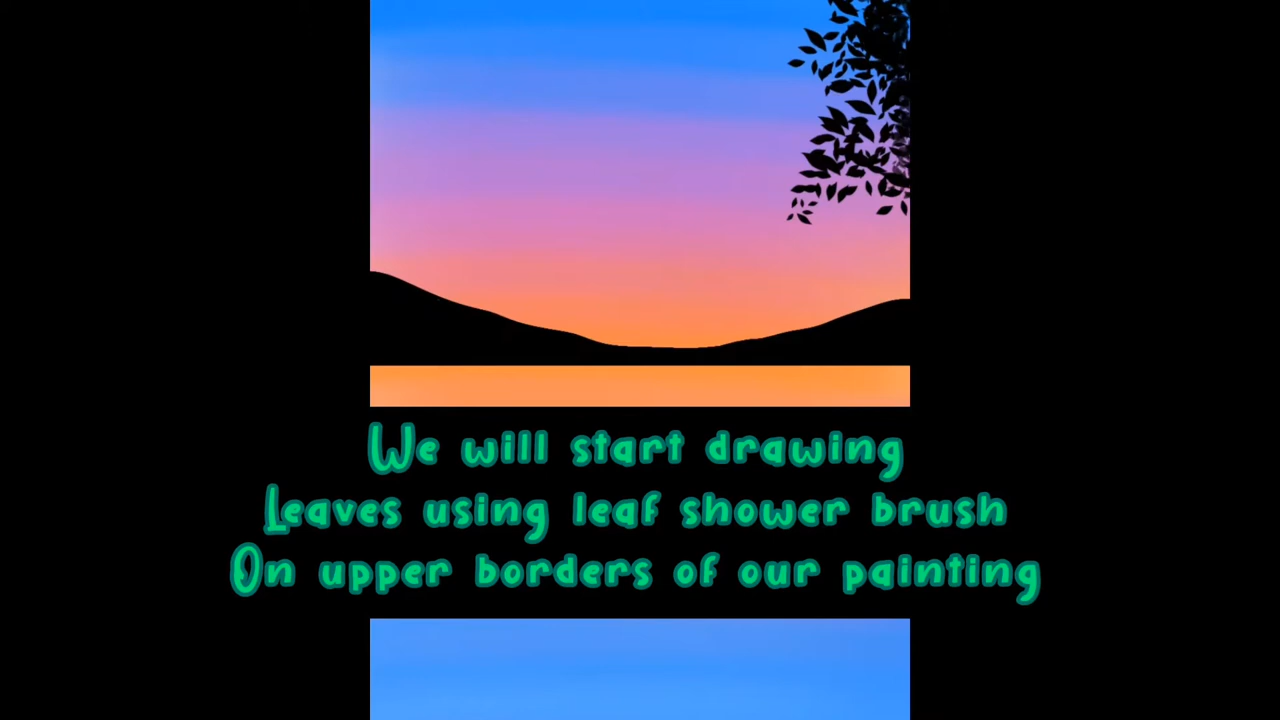 We will start drawing
Leaves using leaf shower brush
On upper borders of our painting